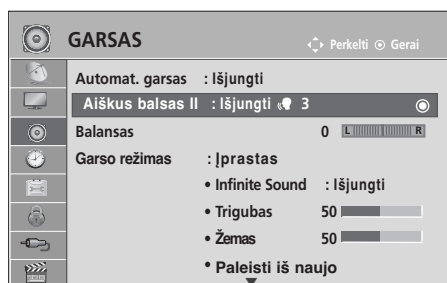 GARSAS
Perkelti Gerai
Automat. garsas : Išjungti
Aiškus balsas II : Išjungti 3
Balansas 0 L R
Garso režimas : Įprastas
• Infinite Sound : Išjungti
• Trigubas 50
• Žemas 50
• Paleisti iš naujo